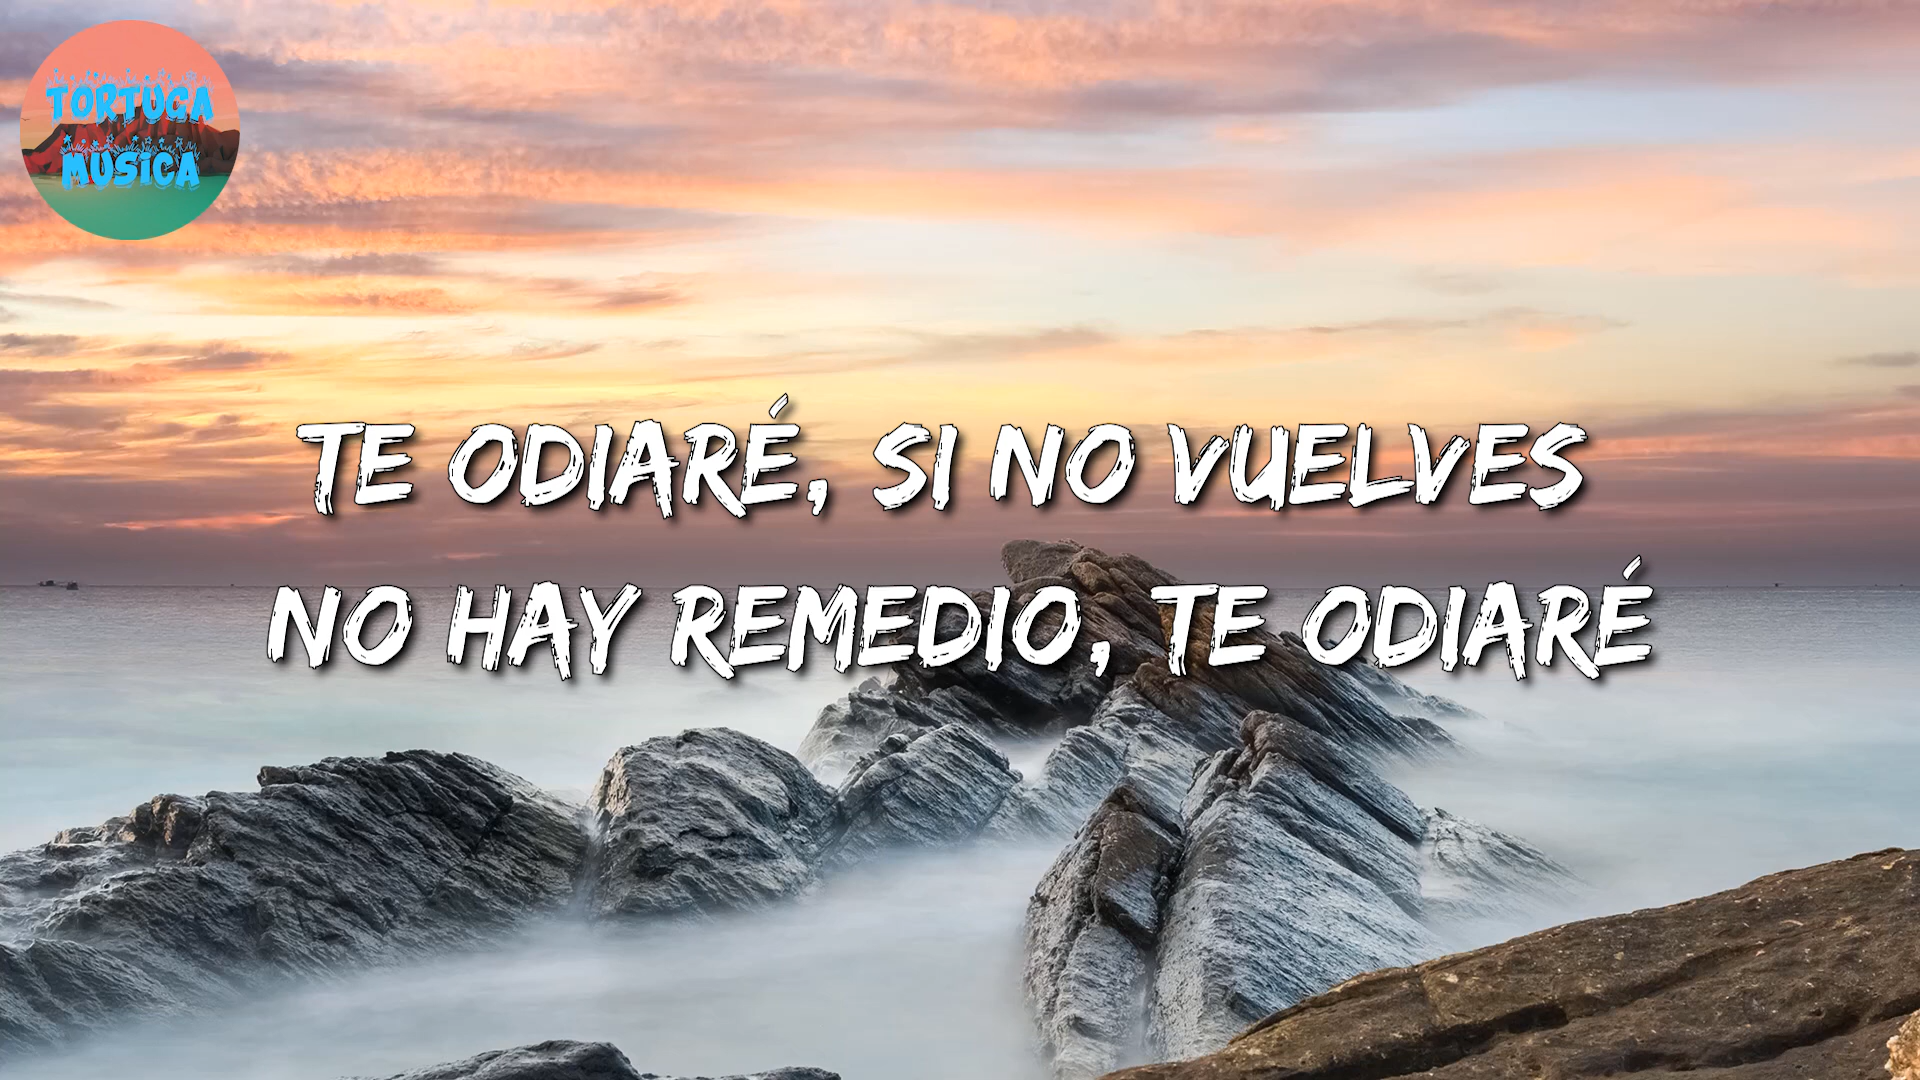 TORTUGA
MUSICA
TE ODIARÉ, SI NO VUELVES
NO HAY REMEDIO, TE ODIARÉ